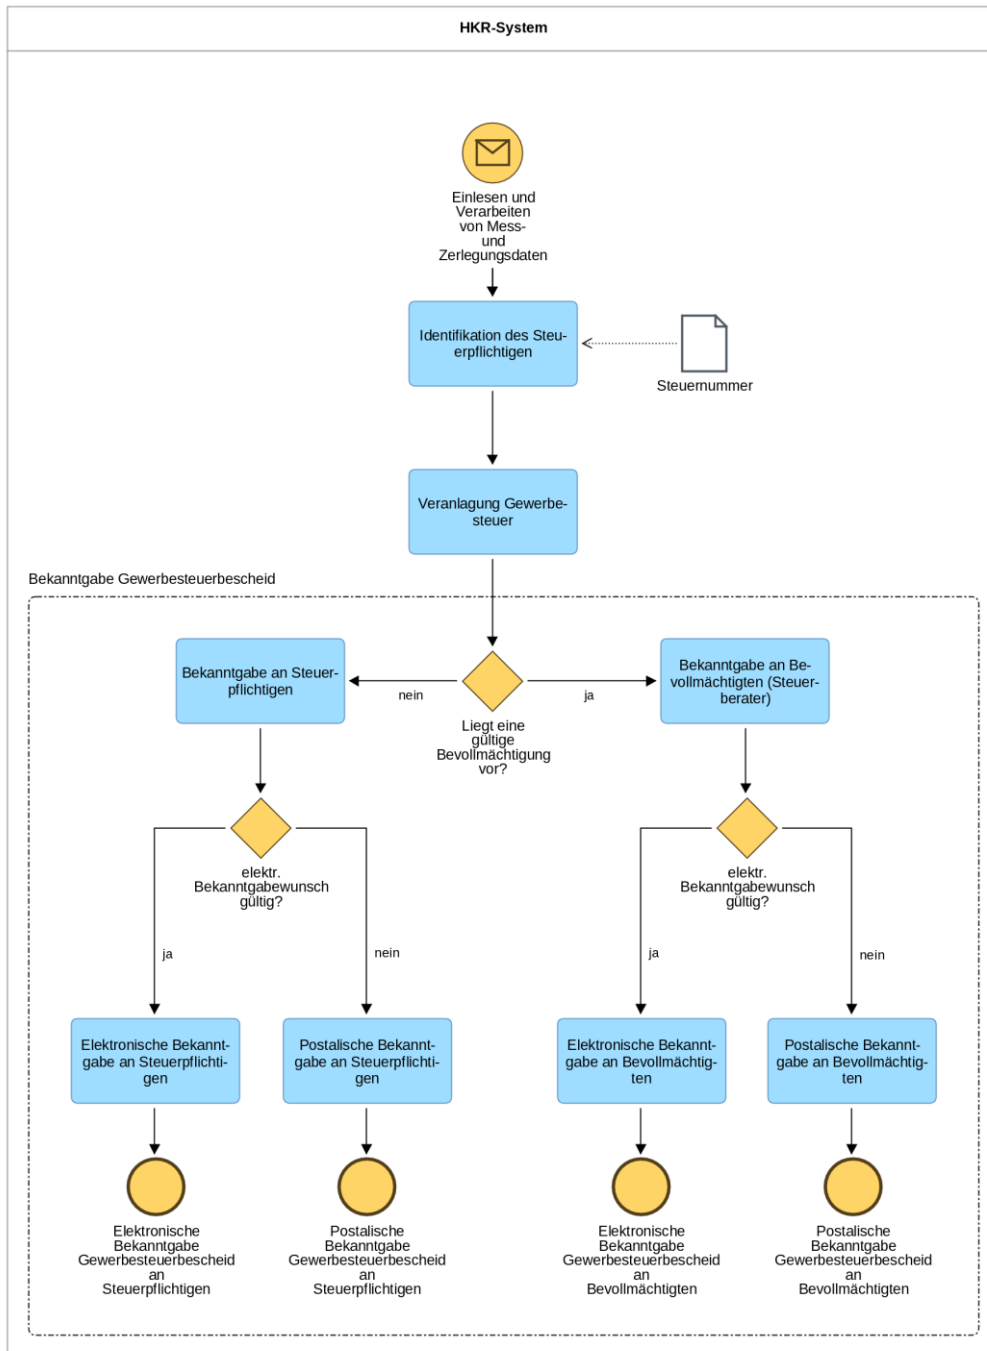 HKR-System
Einlesen und
Verarbeiten
von Mess-
und
Zerlegungsdaten
Identifikation des Steu-
erpflichtigen
Steuernummer
Veranlagung Gewerbe-
steuer
Bekanntgabe Gewerbesteuerbescheid
Bekanntgabe an Steuer-
pflichtigen
nein
Liegt eine
gültige
Bevollmächtigung
vor?
ja
Bekanntgabe an Be-
vollmächtigten (Steuer-
berater)
elektr.
Bekanntgabewunsch
gültig?
ja
nein
elektr.
Bekanntgabewunsch
gültig?
ja
nein
Elektronische Bekannt-
gabe an Steuerpflichti-
gen
Postalische Bekannt-
gabe an Steuerpflichti-
gen
Elektronische Bekannt-
gabe an Bevollmächtig-
ten
Postalische Bekannt-
gabe an Bevollmächtig-
ten
Elektronische
Bekanntgabe
Gewerbesteuerbescheid
an
Steuerpflichtigen
Postalische
Bekanntgabe
Gewerbesteuerbescheid
an
Steuerpflichtigen
Elektronische
Bekanntgabe
Gewerbesteuerbescheid
an
Bevollmächtigten
Postalische
Bekanntgabe
Gewerbesteuerbescheid
an
Bevollmächtigten